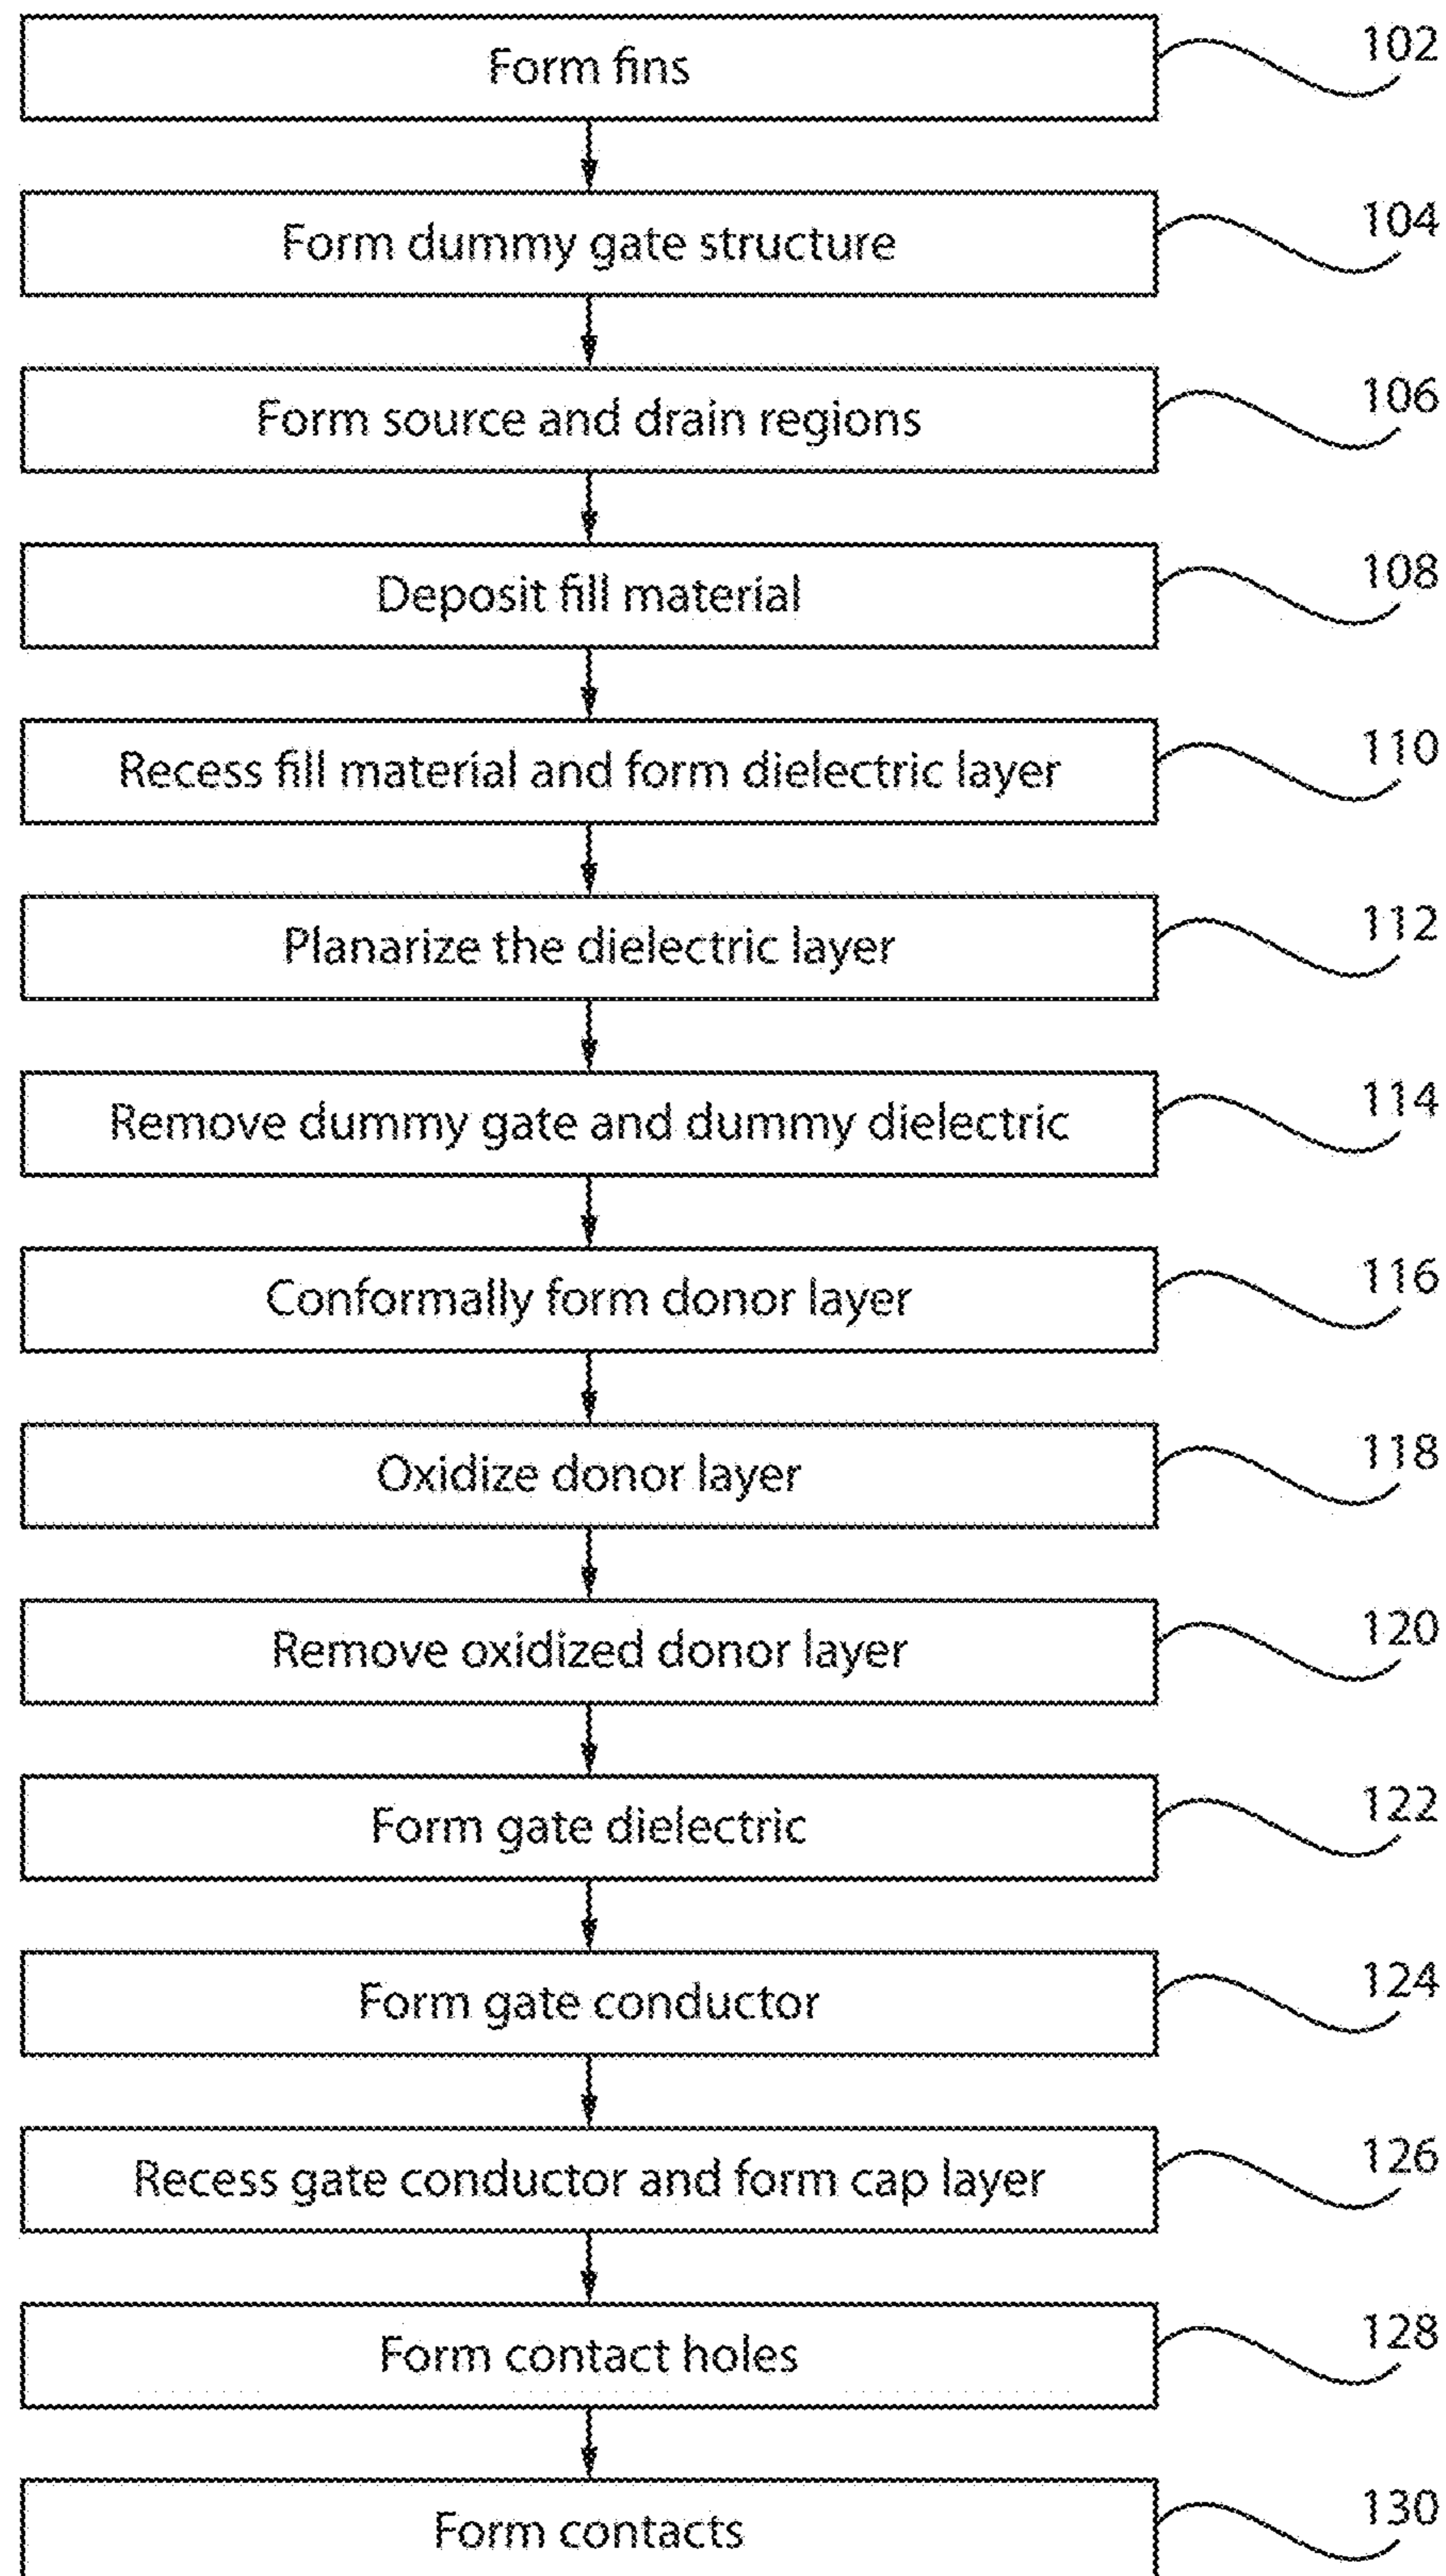 Form fins
102
Form dummy gate structure
104
Form source and drain regions
106
Deposit fill material
108
Recess fill material and form dielectric layer
110
Planarize the dielectric layer
112
Remove dummy gate and dummy dielectric
114
Conformally form donor layer
116
Oxidize donor layer
118
Remove oxidized donor layer
120
Form gate dielectric
122
Form gate conductor
124
Recess gate conductor and form cap layer
126
Form contact holes
128
Form contacts
130